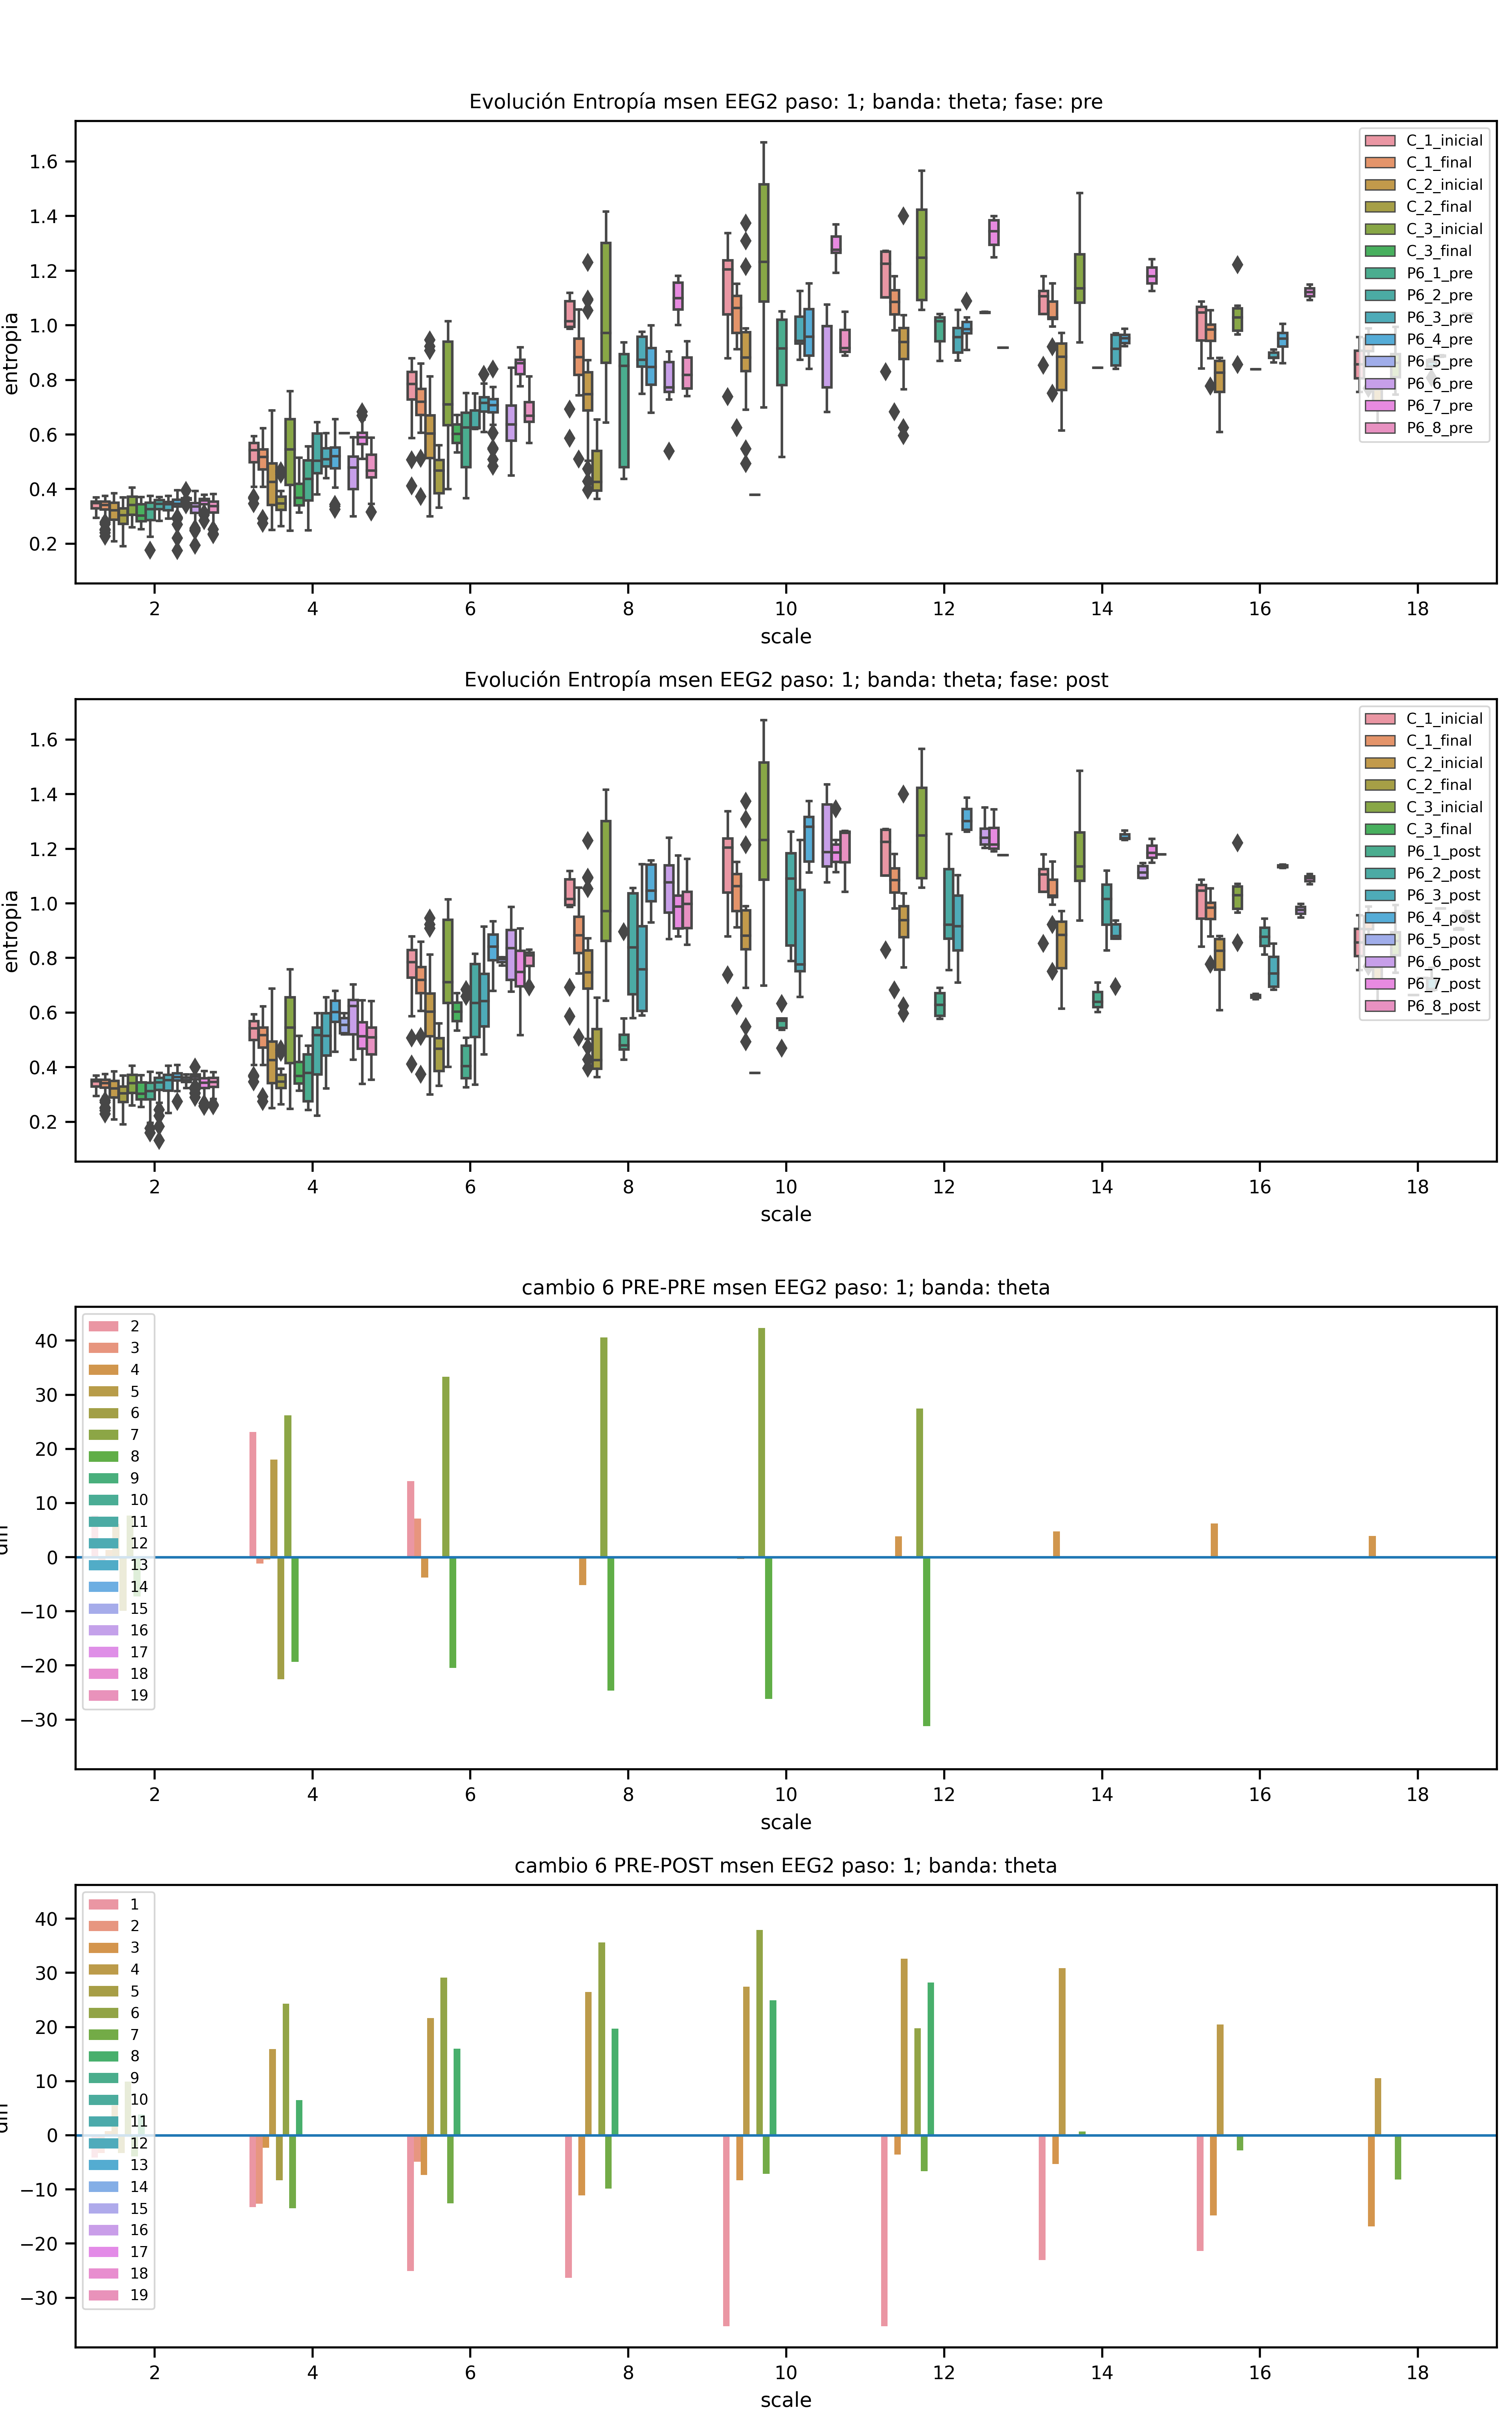 Evolución Entropía msen EEG2 paso: 1; banda: theta; fase: pre
entropia
1.6
1.4
1.2
1.0
0.8
0.6
0.4
0.2
C_1_inicial
C_1_final
C_2_inicial
C_2_final
C_3_inicial
C_3_final
P6_1_pre
P6_2_pre
P6_3_pre
P6_4_pre
P6_5_pre
P6_6_pre
P6_7_pre
P6_8_pre
2 4 6 8 10 12 14 16 18
scale
Evolución Entropía msen EEG2 paso: 1; banda: theta; fase: post
entropia
1.6
1.4
1.2
1.0
0.8
0.6
0.4
0.2
C_1_inicial
C_1_final
C_2_inicial
C_2_final
C_3_inicial
C_3_final
P6_1_post
P6_2_post
P6_3_post
P6_4_post
P6_5_post
P6_6_post
P6_7_post
P6_8_post
2 4 6 8 10 12 14 16 18
scale
cambio 6 PRE-PRE msen EEG2 paso: 1; banda: theta
40
30
20
10
0
−10
−20
−30
2
3
4
5
6
7
8
9
10
11
12
13
14
15
16
17
18
19
2 4 6 8 10 12 14 16 18
scale
cambio 6 PRE-POST msen EEG2 paso: 1; banda: theta
40
30
20
10
0
−10
−20
−30
1
2
3
4
5
6
7
8
9
10
11
12
13
14
15
16
17
18
19
2 4 6 8 10 12 14 16 18
scale